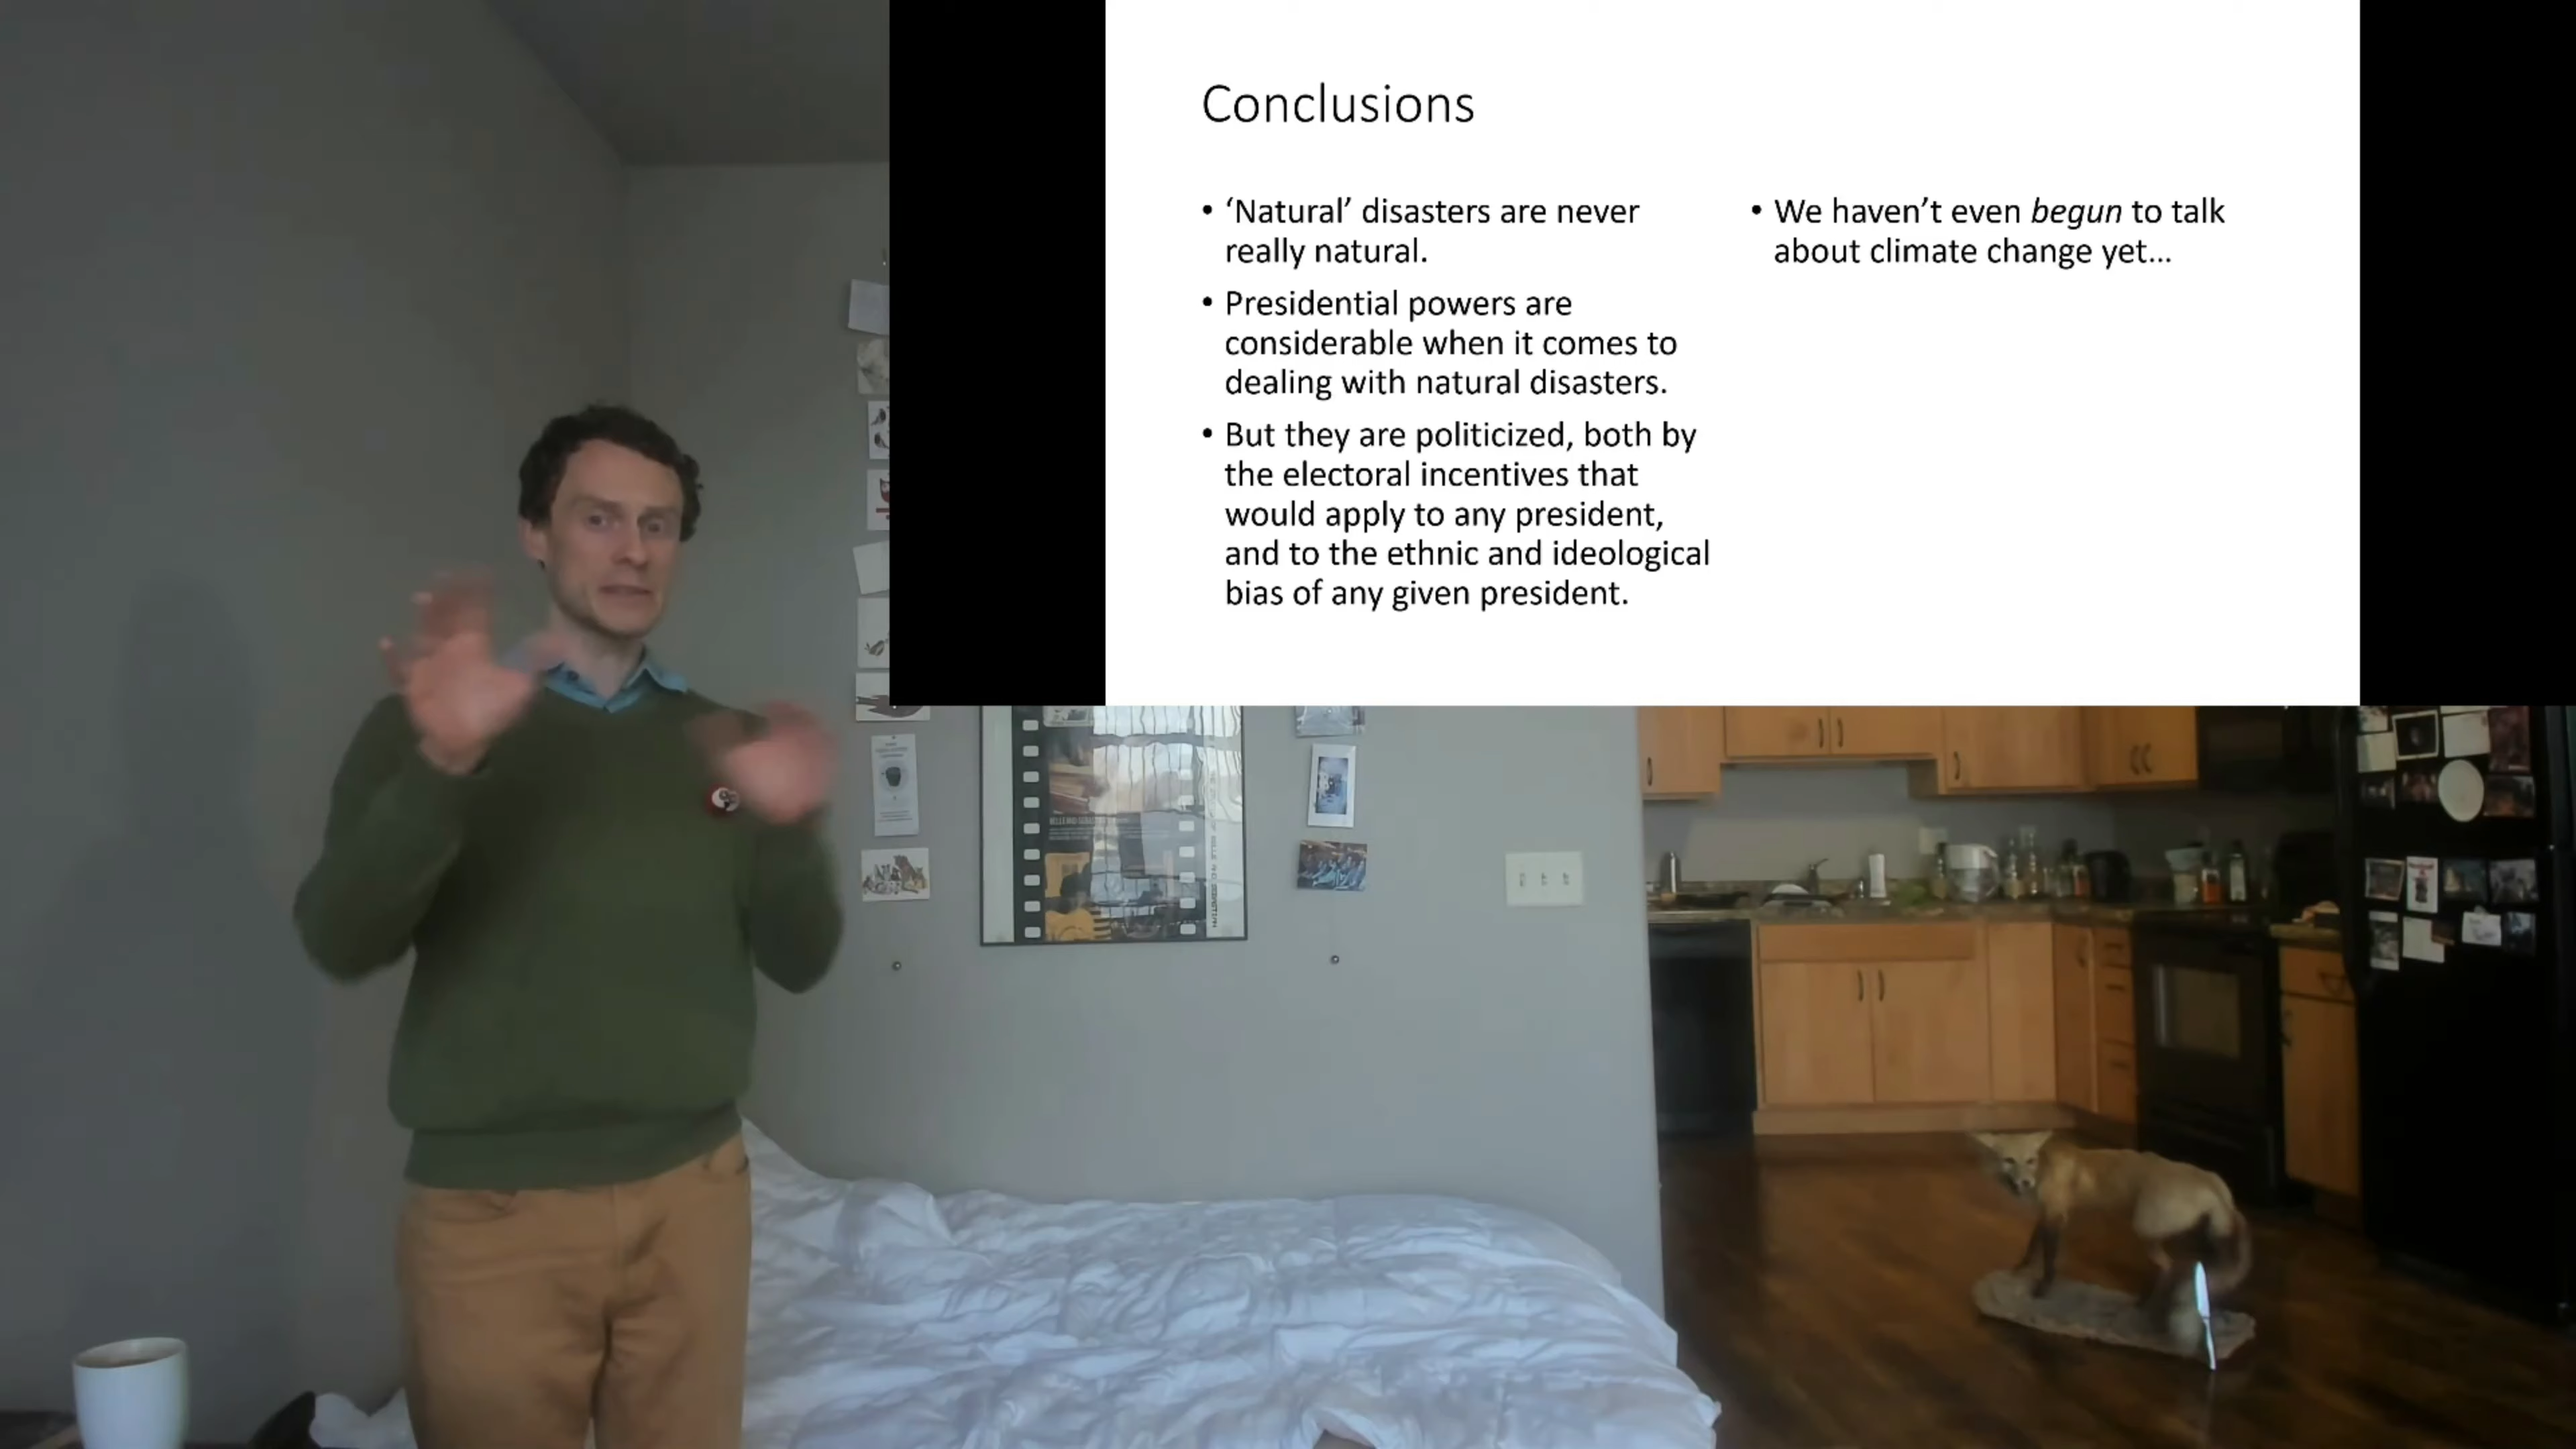 Conclusions
• ‘Natural’ disasters are never
really natural.
• Presidential powers are
considerable when it comes to
dealing with natural disasters.
• But they are politicized, both by
the electoral incentives that
would apply to any president,
and to the ethnic and ideological
bias of any given president.
• We haven’t even begun to talk
about climate change yet...